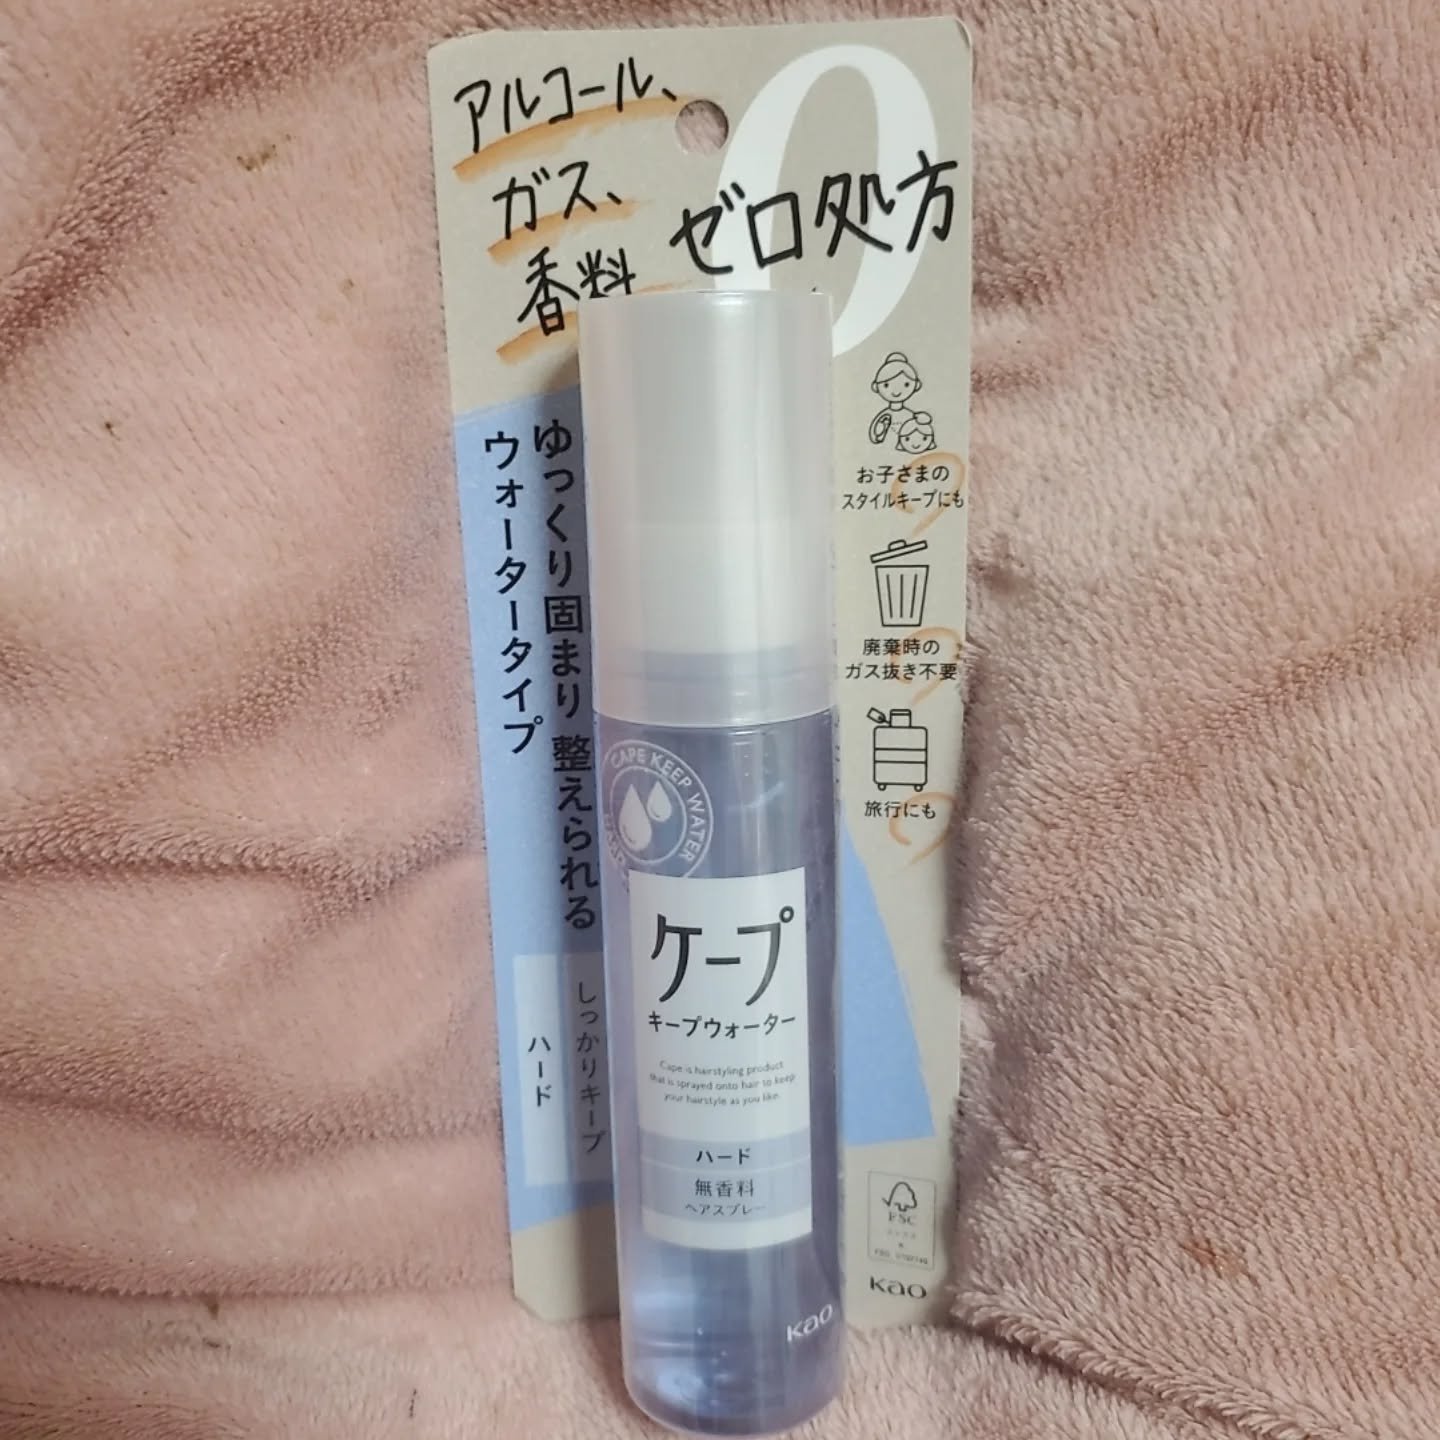 アルコール、
ガス、
香料
ゼロ処方
0
ゆっくり固まり整えられる
ウォータータイプ
しっかりキープ
ハード
お子さまの
スタイルキープにも
廃棄時の
ガス抜き不要
旅行にも
CAPE KEEP WATER
ケープ
キープウォーター
Cape is hairstyling product
that is sprayed onto hair to keep
your hairstyle as you like.
ハード
無香料
ヘアスプレー
Kao
FSC
Kao